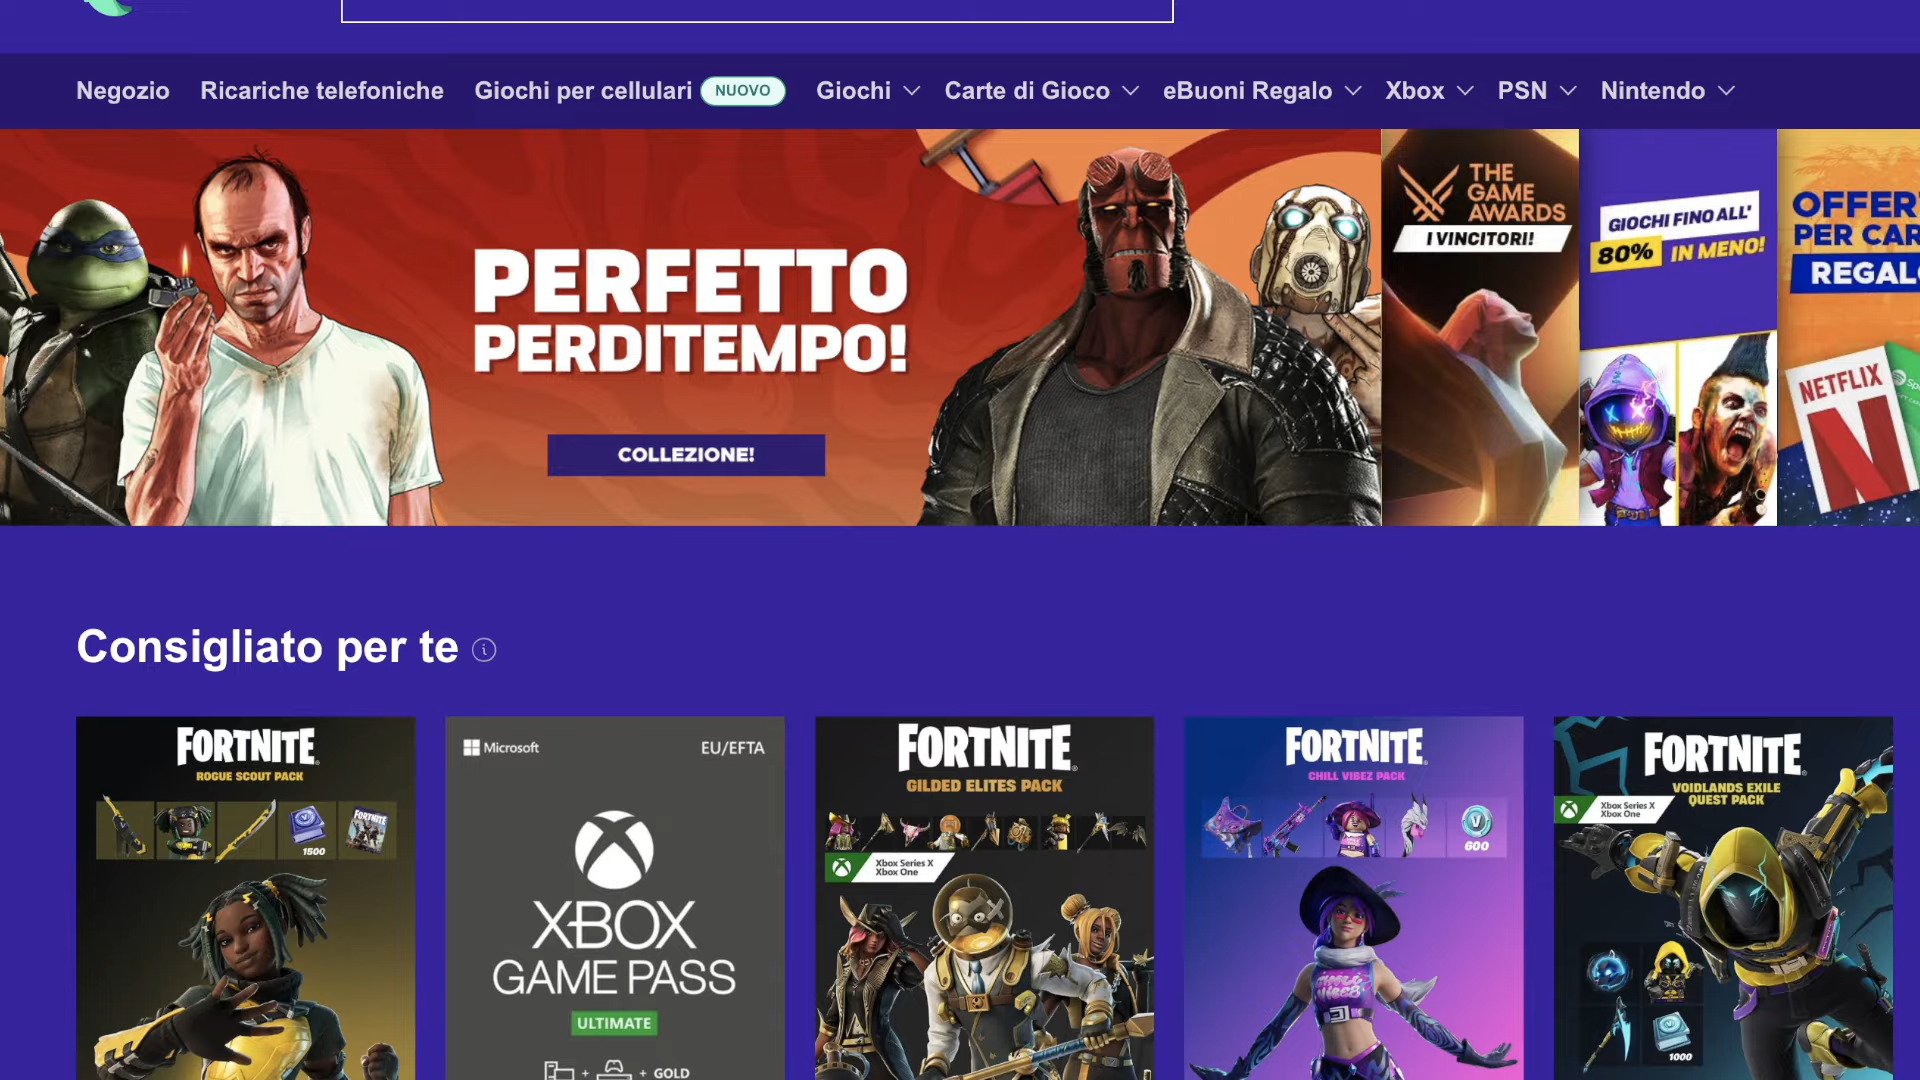 Negozio
Ricariche telefoniche
Giochi per cellulari NUOVO
Giochi
Carte di Gioco
eBuoni Regalo
Xbox
PSN
Nintendo
PERFETTO
PERDITEMPO!
COLLEZIONE!
THE
GAME
AWARDS
I VINCITORI!
GIOCHI FINO ALL'
80% IN MENO!
PER CAR
REGAL
NETFLIX
Consigliato per te
FORTNITE
ROGUE SCOUT PACK
1500
FORTNITE
Microsoft
EU/EFTA
XBOX
GAME PASS
ULTIMATE
+ + GOLD
FORTNITE
GILDED ELITES PACK
Xbox Series X
Xbox One
FORTNITE
CHILL VIBEZ PACK
600
FORTNITE
VOIDLANDS EXILE
QUEST PACK
Xbox Series X
Xbox One
1000